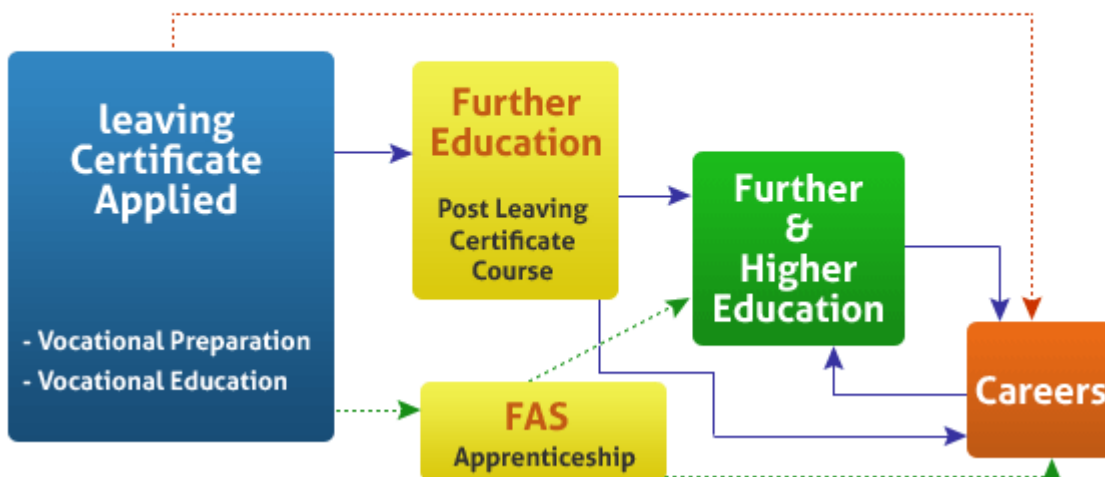 leaving
Certificate
Applied
- Vocational Preparation
- Vocational Education
Further
Education
Post Leaving
Certificate
Course
FAS
Apprenticeship
Further
&
Higher
Education
Careers